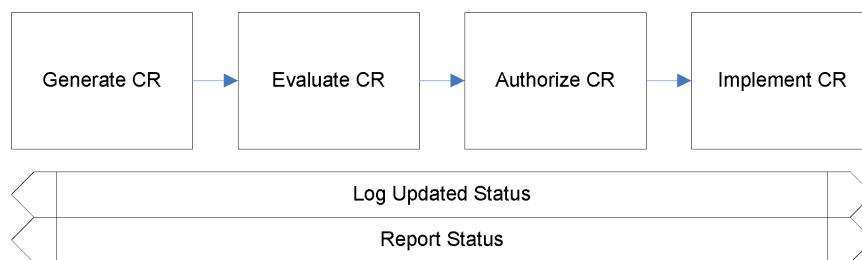 Generate CR
Evaluate CR
Authorize CR
Implement CR
Log Updated Status
Report Status